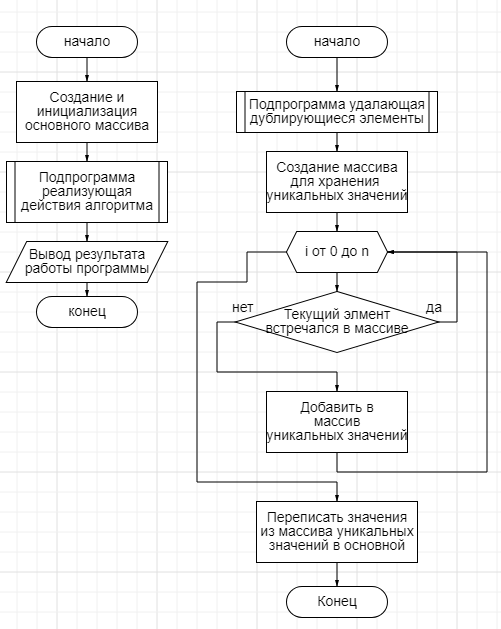 начало
Создание и
инициализация
основного массива
Подпрограмма
реализующая
действия алгоритма
Вывод результата
работы программы
конец
начало
Подпрограмма удалающая
дублирующиеся элементы
Создание массива
для хранения
уникальных значений
i от 0 до n
нет
да
Текущий элмент
встречался в массиве
Добавить в
массив
уникальных значений
Переписать значения
из массива уникальных
значений в основной
Конец